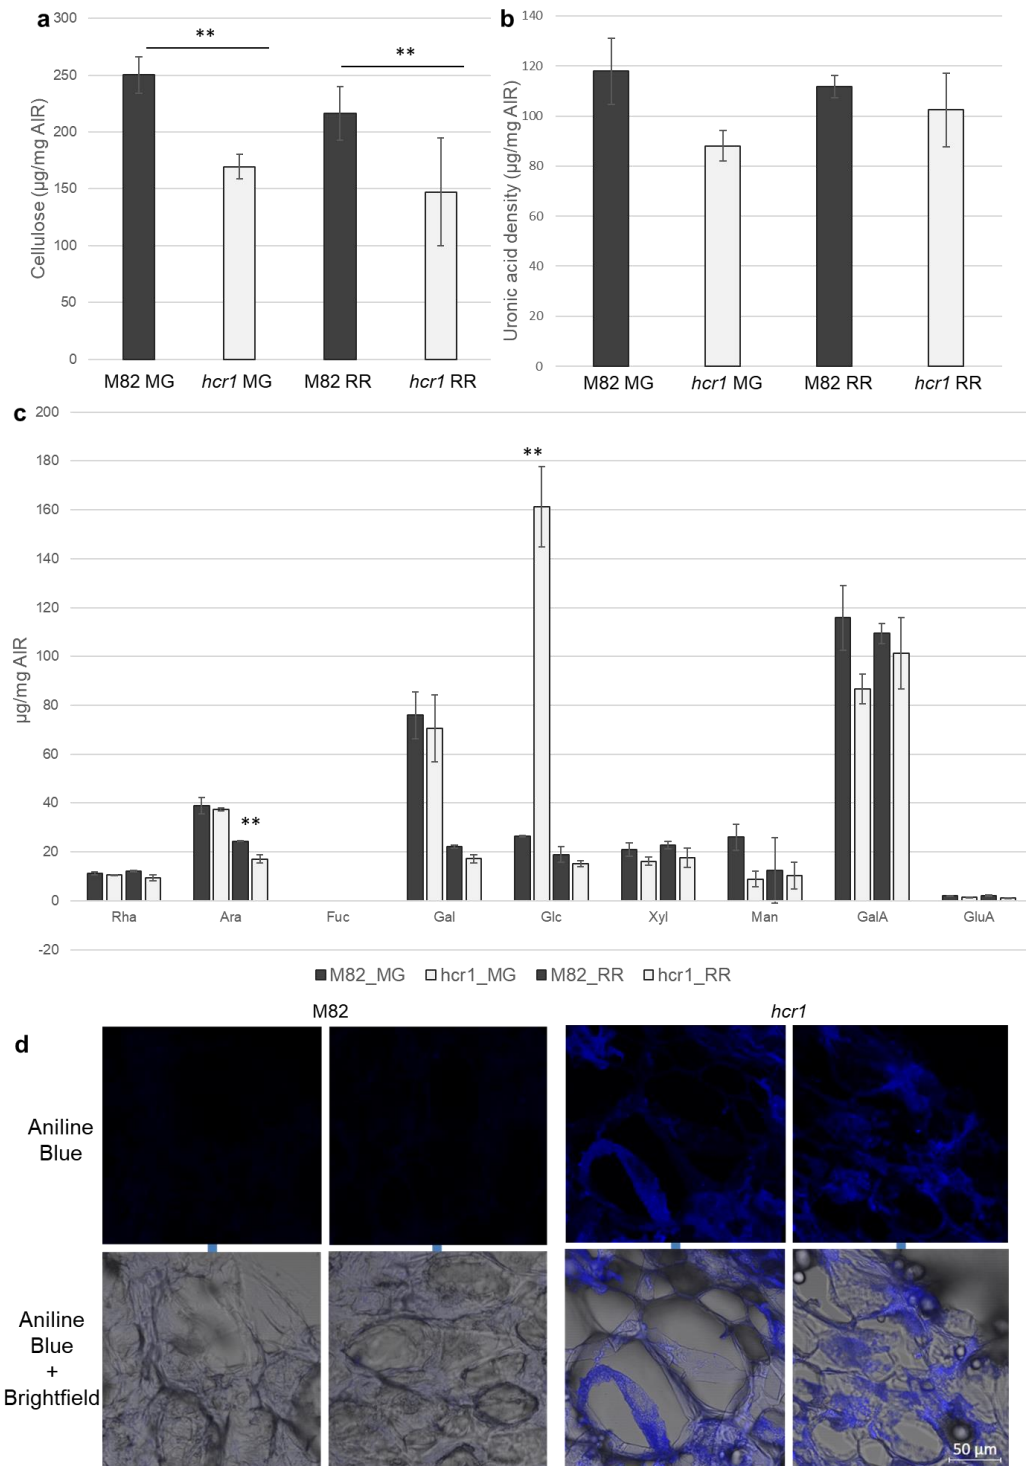 a
300
250
200
150
100
50
0
Cellulose (µg/mg AIR)
**
**
M82 MG
hcr1 MG
M82 RR
hcr1 RR
b
140
120
100
80
60
40
20
0
Uronic acid density (µg/mg AIR)
M82 MG
hcr1 MG
M82 RR
hcr1 RR
c
200
180
160
140
120
100
80
60
40
20
0
-20
µg/mg AIR
**
**
Rha
Ara
Fuc
Gal
Glc
Xyl
Man
GalA
GluA
M82_MG
hcr1_MG
M82_RR
hcr1_RR
M82
hcr1
d
Aniline
Blue
Aniline
Blue
+
Brightfield
50 µm